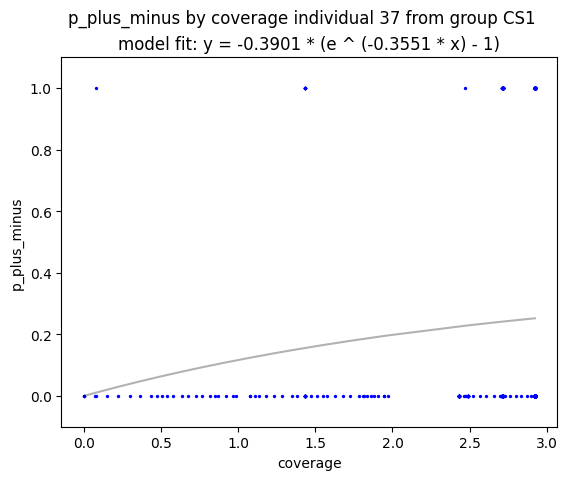 p_plus_minus by coverage individual 37 from group CS1
model fit: y = -0.3901 * (e ^ (-0.3551 * x) - 1)
1.0
0.8
0.6
0.4
0.2
0.0
p_plus_minus
0.0 0.5 1.0 1.5 2.0 2.5 3.0
coverage